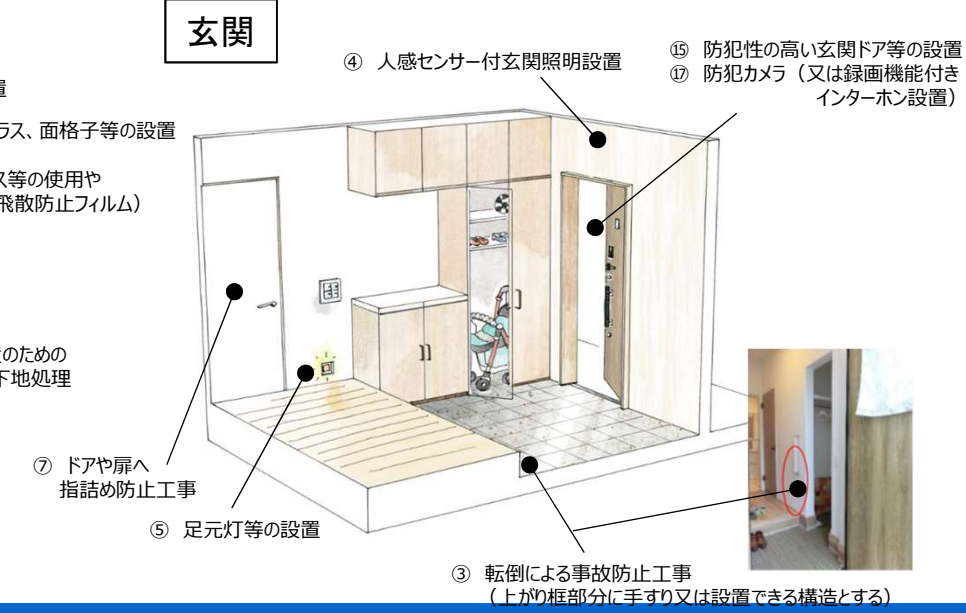 玄関
④ 人感センサー付玄関照明設置
⑮ 防犯性の高い玄関ドア等の設置
⑰ 防犯カメラ（又は録画機能付き
インターホン設置）
ラス、面格子等の設置
ス等の使用や
飛散防止フィルム）
のための
下地処理
⑦ ドアや扉へ
指詰め防止工事
⑤ 足元灯等の設置
③ 転倒による事故防止工事
（上がり框部分に手すり又は設置できる構造とする）